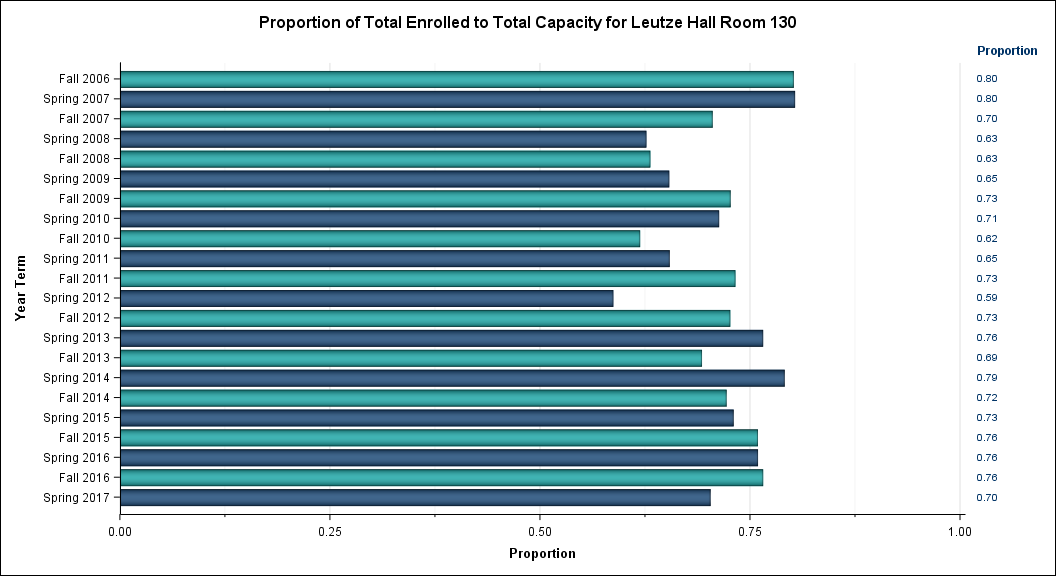 Proportion of Total Enrolled to Total Capacity for Leutze Hall Room 130
Proportion
Fall 2006 0.80
Spring 2007 0.80
Fall 2007 0.70
Spring 2008 0.63
Fall 2008 0.63
Spring 2009 0.65
Fall 2009 0.73
Spring 2010 0.71
Fall 2010 0.62
Spring 2011 0.65
Fall 2011 0.73
Spring 2012 0.59
Fall 2012 0.73
Spring 2013 0.76
Fall 2013 0.69
Spring 2014 0.79
Fall 2014 0.72
Spring 2015 0.73
Fall 2015 0.76
Spring 2016 0.76
Fall 2016 0.76
Spring 2017 0.70
Year Term
0.00 0.25 0.50 0.75 1.00
Proportion